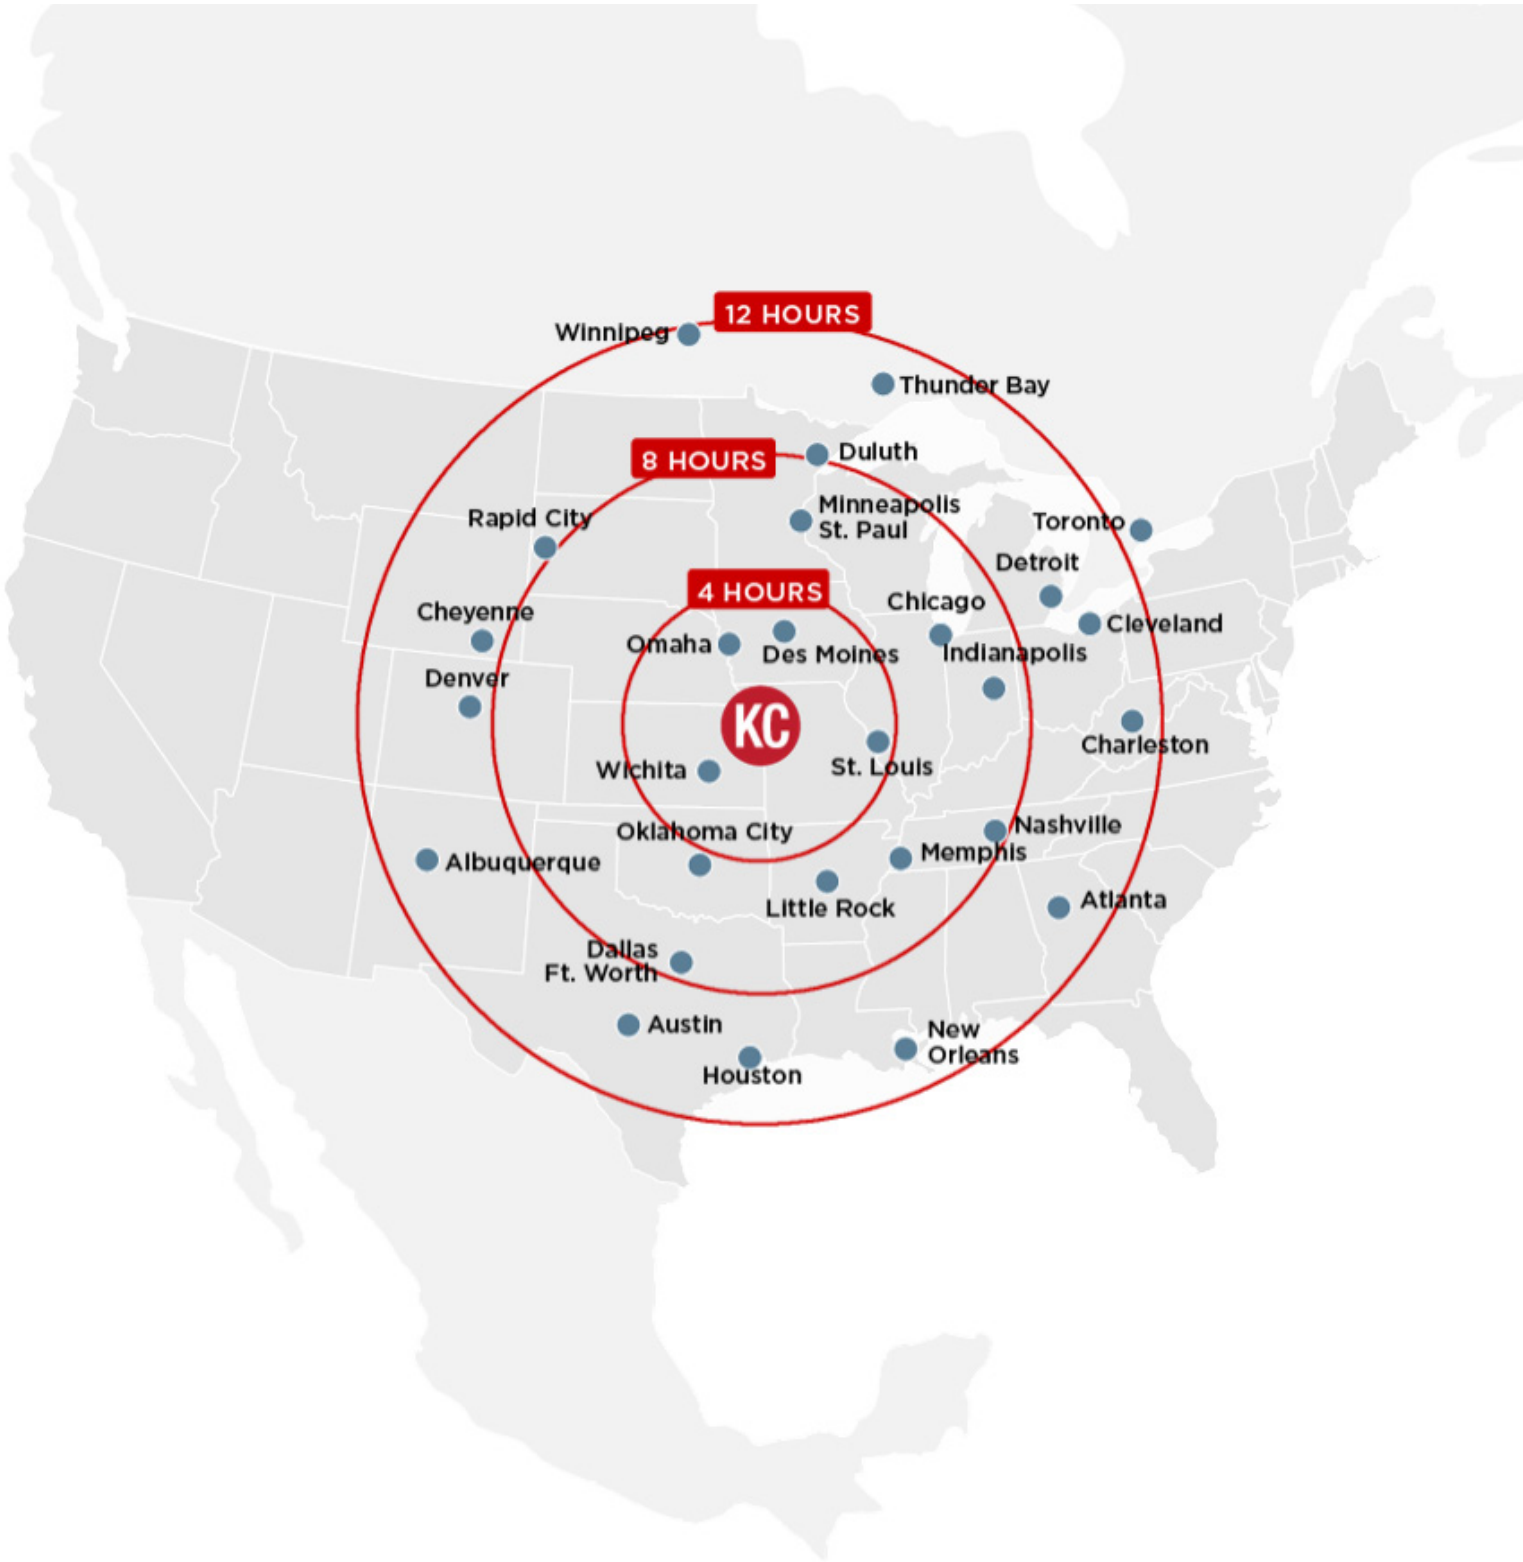 12 HOURS
Winnipeg
Thunder Bay
Duluth
8 HOURS
Minneapolis
St. Paul
Rapid City
Toronto
Detroit
4 HOURS
Chicago
Cheyenne
Cleveland
Omaha
Des Moines
Indianapolis
Denver
KC
Charleston
St. Louis
Wichita
Nashville
Oklahoma City
Memphis
Albuquerque
Atlanta
Little Rock
Dallas
Ft. Worth
Austin
New
Orleans
Houston